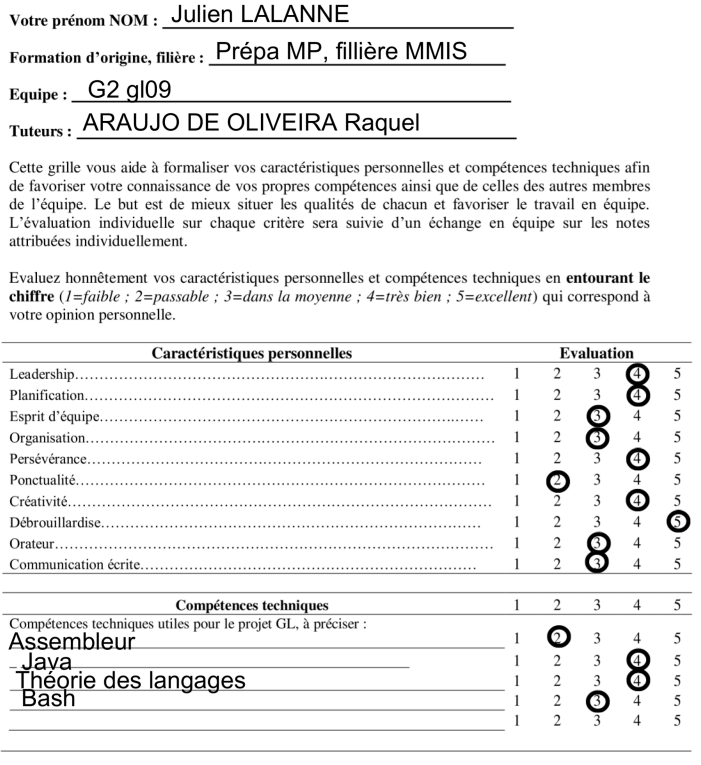 Votre prénom NOM : Julien LALANNE
Formation d'origine, filière : Prépa MP, fillière MMIS
Equipe : G2 gl09
Tuteurs : ARAUJO DE OLIVEIRA Raquel
Cette grille vous aide à formaliser vos caractéristiques personnelles et compétences techniques afin
de favoriser votre connaissance de vos propres compétences ainsi que de celles des autres membres
de l'équipe. Le but est de mieux situer les qualités de chacun et favoriser le travail en équipe.
L'évaluation individuelle sur chaque critère sera suivie d'un échange en équipe sur les notes
attribuées individuellement.
Evaluez honnêtement vos caractéristiques personnelles et compétences techniques en entourant le
chiffre (1=faible ; 2=passable ; 3=dans la moyenne ; 4=très bien ; 5=excellent) qui correspond à
votre opinion personnelle.
Caractéristiques personnelles Evaluation
Leadership 1 2 3 4 5
Planification 1 2 3 4 5
Esprit d'équipe 1 2 3 4 5
Organisation 1 2 3 4 5
Persévérance 1 2 3 4 5
Ponctualité 1 2 3 4 5
Créativité 1 2 3 4 5
Débrouillardise 1 2 3 4 5
Orateur 1 2 3 4 5
Communication écrite 1 2 3 4 5
Compétences techniques 1 2 3 4 5
Compétences techniques utiles pour le projet GL, à préciser :
Assembleur 1 2 3 4 5
Java 1 2 3 4 5
Théorie des langages 1 2 3 4 5
Bash 1 2 3 4 5
1 2 3 4 5